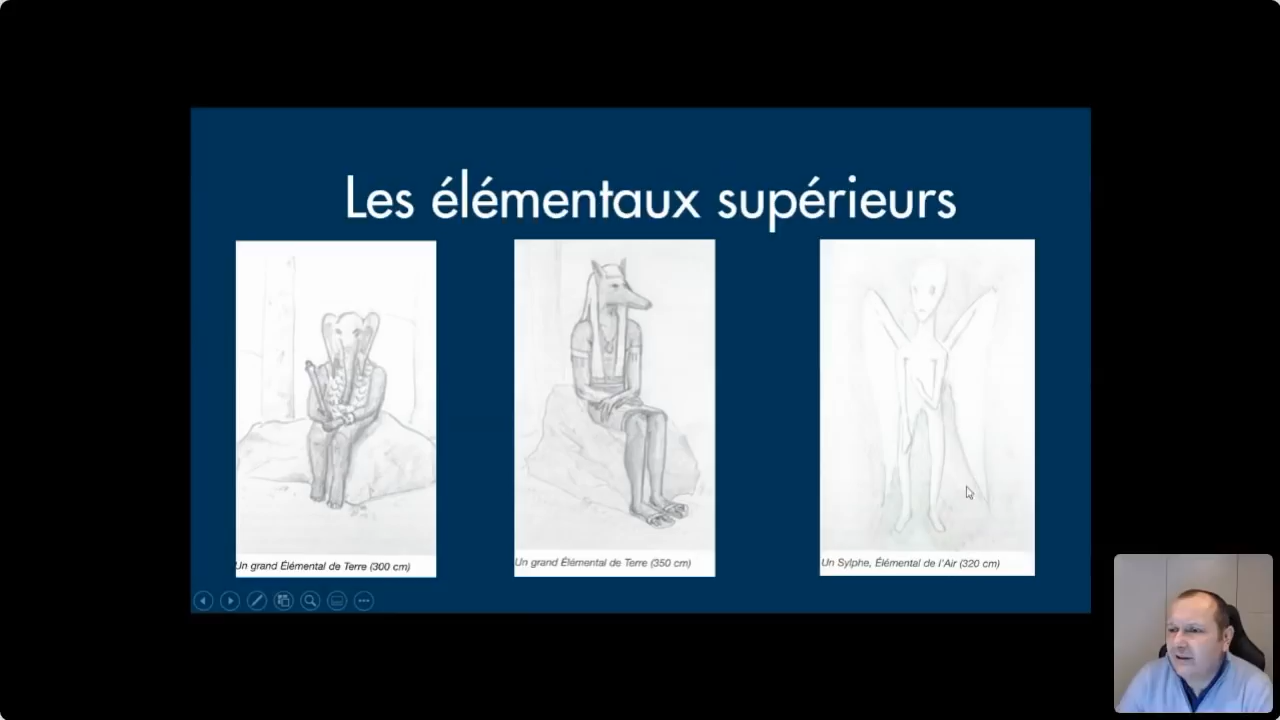 Les élémentaux supérieurs
Un grand Élémental de Terre (300 cm)
Un grand Élémental de Terre (350 cm)
Un Sylphe, Élémental de l'Air (320 cm)